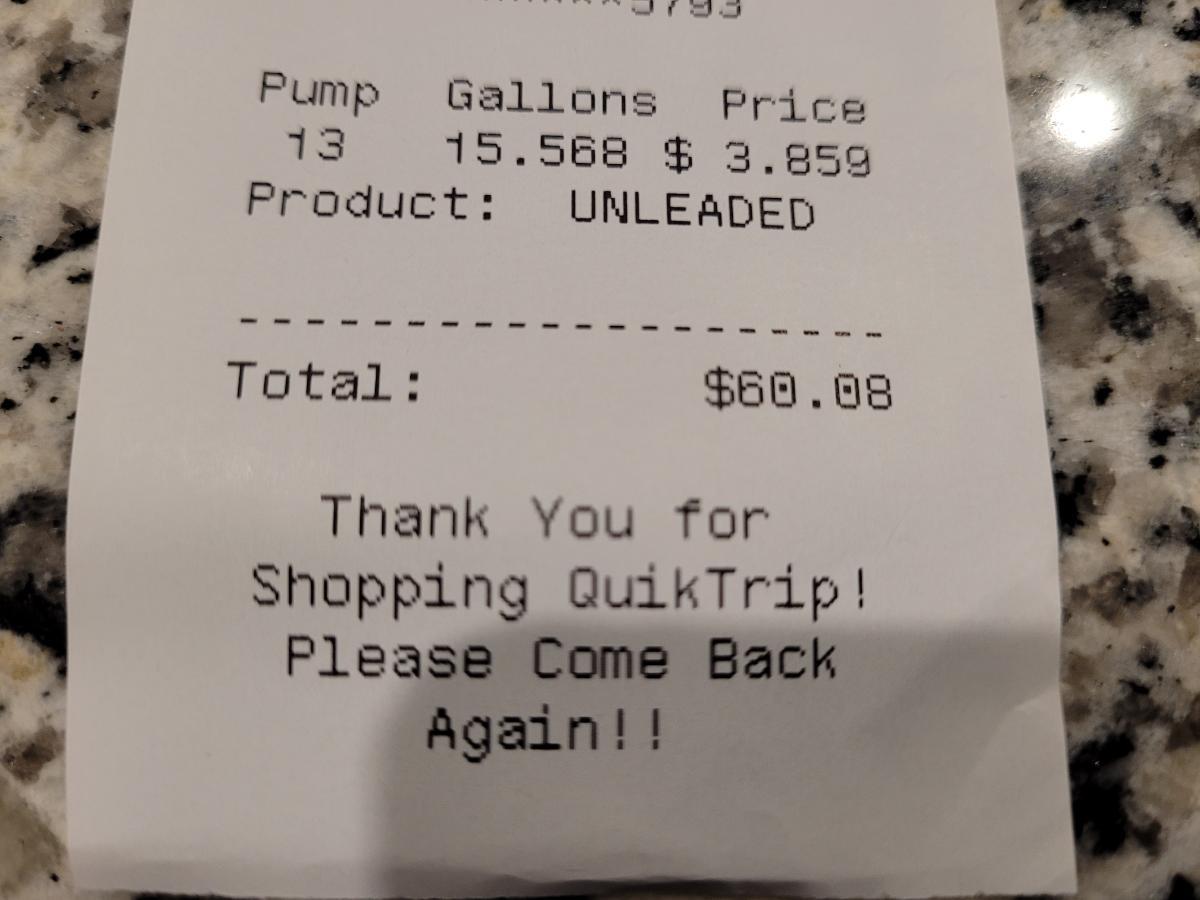 Pump Gallons Price
13 15.568 $ 3.859
Product: UNLEADED
--------------------
Total: $60.08
Thank You for
Shopping QuikTrip!
Please Come Back
Again!!